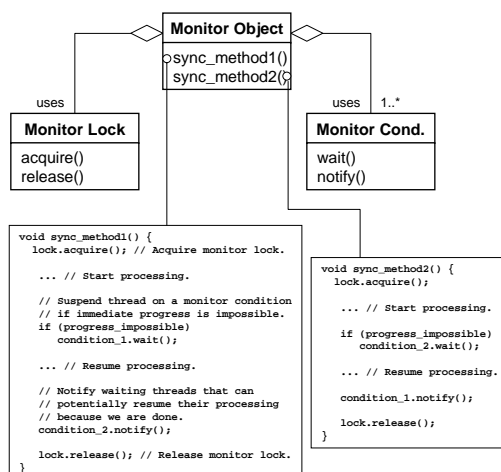 Monitor Object
sync_method1()
sync_method2()
uses
uses 1..*
Monitor Lock
acquire()
release()
Monitor Cond.
wait()
notify()
void sync_method1() {
lock.acquire(); // Acquire monitor lock.
... // Start processing.
// Suspend thread on a monitor condition
// if immediate progress is impossible.
if (progress_impossible)
condition_1.wait();
... // Resume processing.
// Notify waiting threads that can
// potentially resume their processing
// because we are done.
condition_2.notify();
lock.release(); // Release monitor lock.
}
void sync_method2() {
lock.acquire();
... // Start processing.
if (progress_impossible)
condition_2.wait();
... // Resume processing.
condition_1.notify();
lock.release();
}